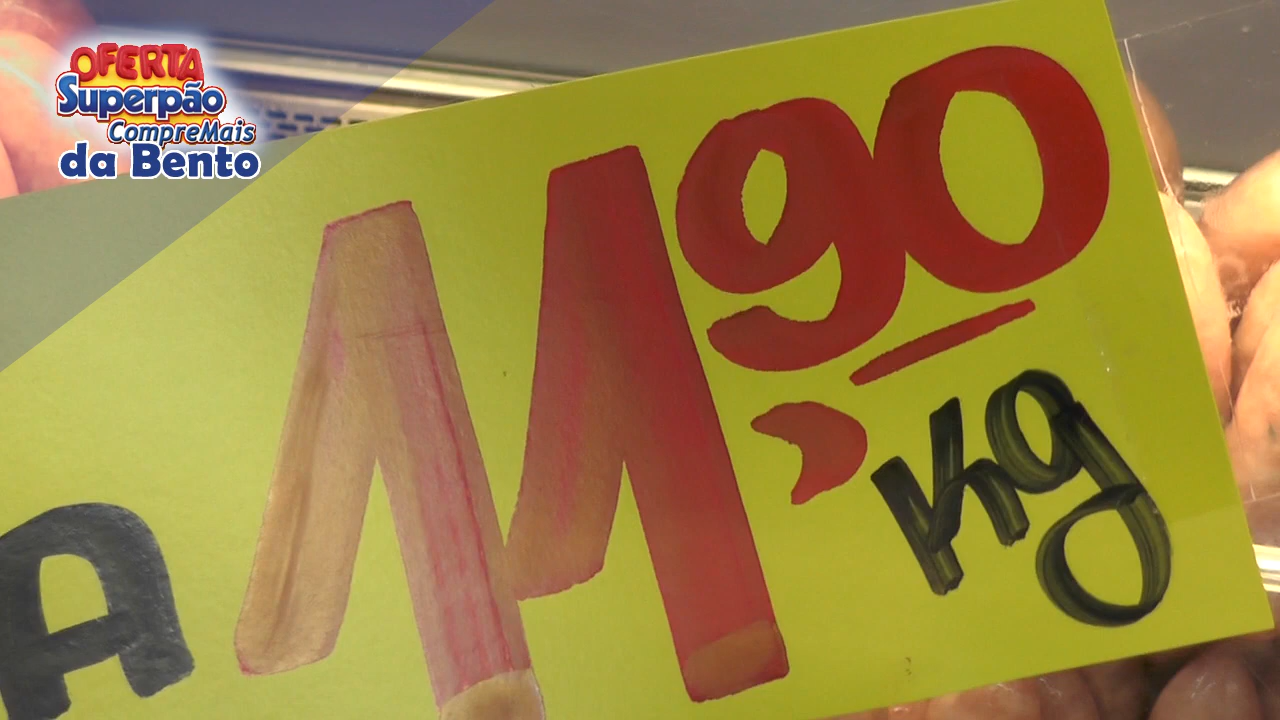 OFERTA
Superpão
CompreMais
da Bento
A 11,90
kg